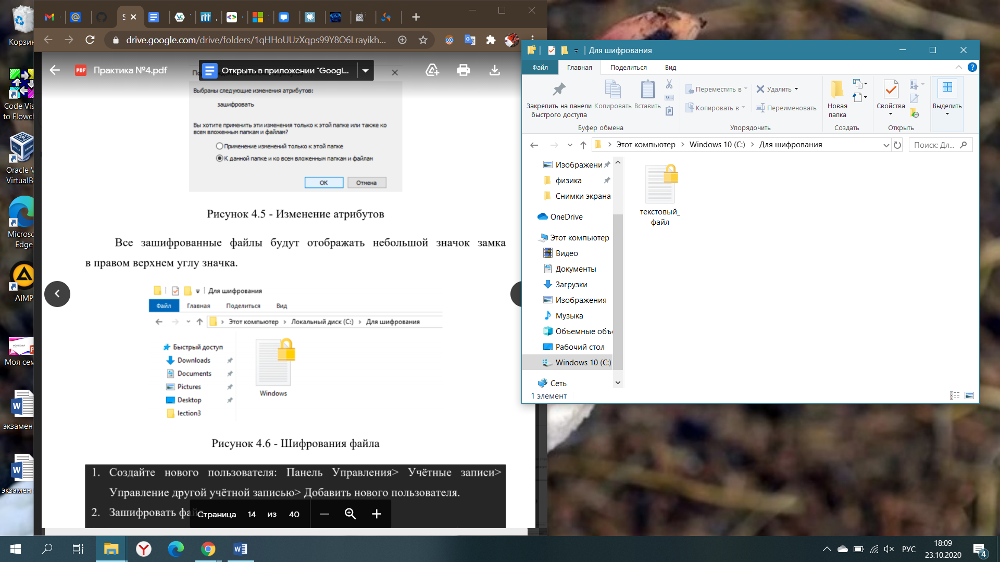 Корзин
Code Vis
to Flowch
Oracle V
VirtualB
Microso
Edge
AIMP
МОЯ СЕМЬЯ
Моя сем
экзамен
экзамен
S
drive.google.com/drive/folders/1qHHoUUzXqps99Y8O6Lrayikh...
PDF Практика №4.pdf
Открыть в приложении "Googl...
Выбраны следующие изменения атрибутов:
зашифровать
Вы хотите применить эти изменения только к этой папке или также ко
всем вложенным папкам и файлам?
Применение изменений только к этой папке
К данной папке и ко всем вложенным папкам и файлам
OK
Отмена
Рисунок 4.5 - Изменение атрибутов
Все зашифрованные файлы будут отображать небольшой значок замка
в правом верхнем углу значка.
Для шифрования
Файл Главная Поделиться Вид
Этот компьютер > Локальный диск (C:) > Для шифрования
Быстрый доступ
Downloads
Documents
Pictures
Desktop
lection3
Windows
Рисунок 4.6 - Шифрования файла
1. Создайте нового пользователя: Панель Управления> Учётные записи>
Управление другой учётной записью> Добавить нового пользователя.
2. Зашифровать фай
Страница 14 из 40
Для шифрования
Файл Главная Поделиться Вид
Закрепить на панели
быстрого доступа
Копировать
Вставить
Буфер обмена
Переместить в
Копировать в
Удалить
Переименовать
Упорядочить
Новая
папка
Создать
Свойства
Открыть
Выделить
Этот компьютер > Windows 10 (C:) > Для шифрования
Поиск: Дл...
Изображени
физика
Снимки экрана
OneDrive
Этот компьютер
Видео
Документы
Загрузки
Изображения
Музыка
Объемные объ
Рабочий стол
Windows 10 (C:)
Сеть
текстовый_
файл
1 элемент
РУС
18:09
23.10.2020
4